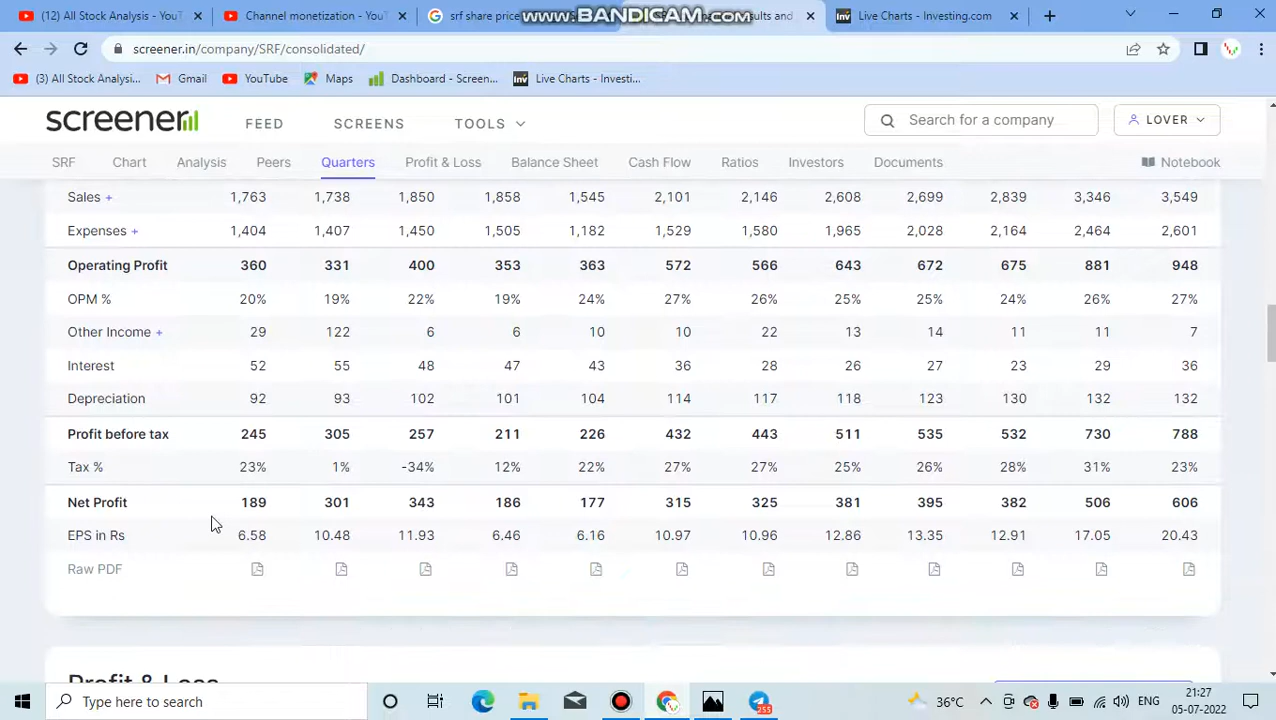 (12) All Stock Analysis - YouT
Channel monetization - YouT
srf share price
WWW.BANDICAM.COM
sults and
Live Charts - Investing.com
screener.in/company/SRF/consolidated/
(3) All Stock Analysi...
Gmail
YouTube
Maps
Dashboard - Screen...
Live Charts - Investi...
screener
FEED
SCREENS
TOOLS
Search for a company
LOVER
SRF
Chart
Analysis
Peers
Quarters
Profit & Loss
Balance Sheet
Cash Flow
Ratios
Investors
Documents
Notebook
Sales + 1,763 1,738 1,850 1,858 1,545 2,101 2,146 2,608 2,699 2,839 3,346 3,549
Expenses + 1,404 1,407 1,450 1,505 1,182 1,529 1,580 1,965 2,028 2,164 2,464 2,601
Operating Profit 360 331 400 353 363 572 566 643 672 675 881 948
OPM % 20% 19% 22% 19% 24% 27% 26% 25% 25% 24% 26% 27%
Other Income + 29 122 6 6 10 10 22 13 14 11 11 7
Interest 52 55 48 47 43 36 28 26 27 23 29 36
Depreciation 92 93 102 101 104 114 117 118 123 130 132 132
Profit before tax 245 305 257 211 226 432 443 511 535 532 730 788
Tax % 23% 1% -34% 12% 22% 27% 27% 25% 26% 28% 31% 23%
Net Profit 189 301 343 186 177 315 325 381 395 382 506 606
EPS in Rs 6.58 10.48 11.93 6.46 6.16 10.97 10.96 12.86 13.35 12.91 17.05 20.43
Raw PDF
Profit & Loss
Type here to search
255
36°C
21:27
05-07-2022